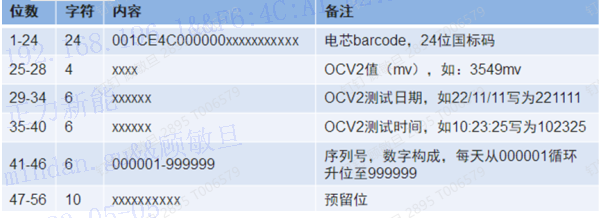 位数 字符 内容 备注
1-24 24 001CE4C000000xxxxxxxxxxx 电芯barcode，24位国标码
25-28 4 xxxx OCV2值（mv），如：3549mv
29-34 6 xxxxxx OCV2测试日期，如22/11/11写为221111
35-40 6 xxxxxx OCV2测试时间，如10:23:25写为102325
41-46 6 000001-999999 序列号，数字构成，每天从000001循环
升位至999999
47-56 10 xxxxxxxxxx 预留位